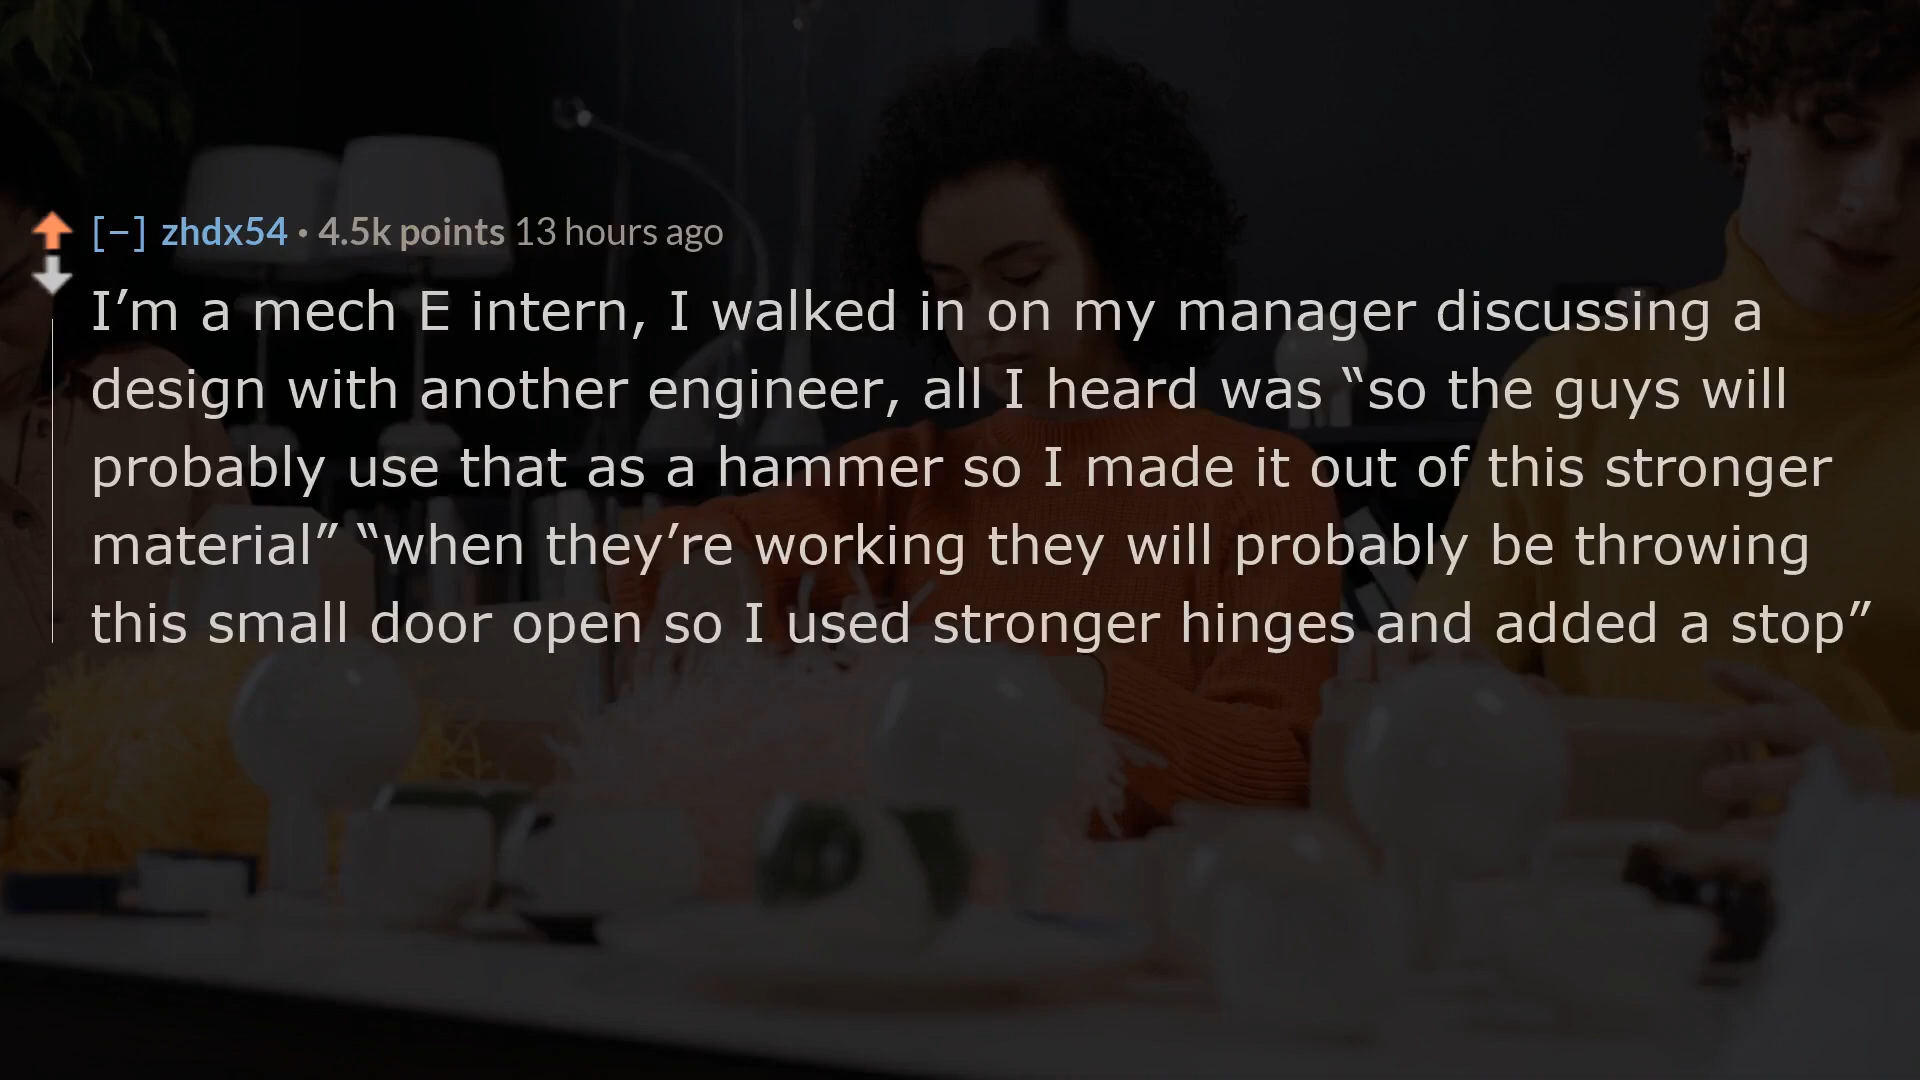 [–] zhdx54 • 4.5k points 13 hours ago
I’m a mech E intern, I walked in on my manager discussing a
design with another engineer, all I heard was “so the guys will
probably use that as a hammer so I made it out of this stronger
material” “when they’re working they will probably be throwing
this small door open so I used stronger hinges and added a stop”